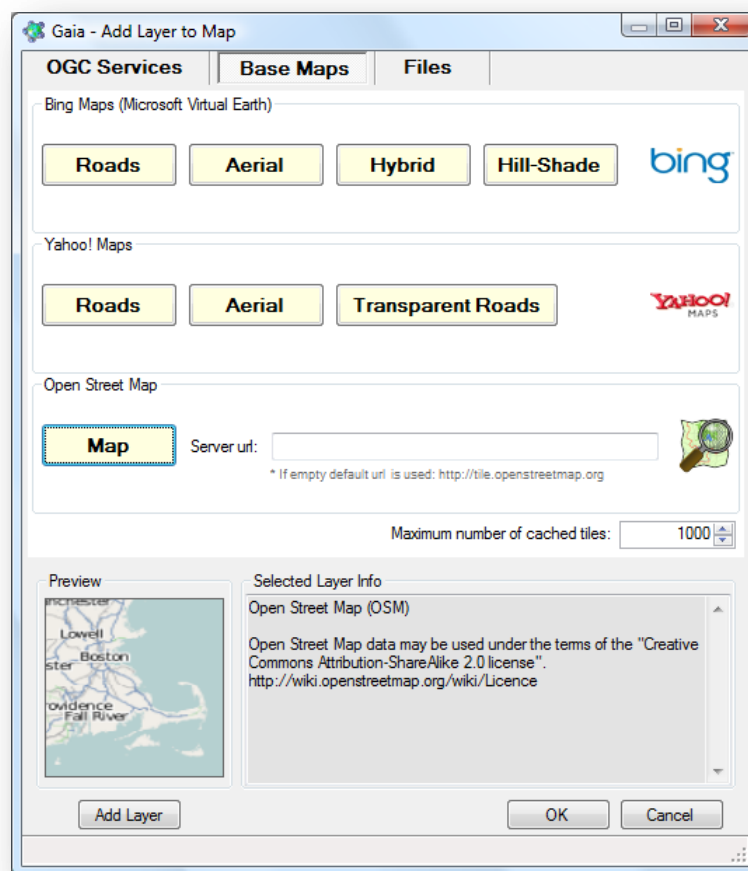 Gaia - Add Layer to Map
OGC Services Base Maps Files
Bing Maps (Microsoft Virtual Earth)
Roads Aerial Hybrid Hill-Shade bing
Yahoo! Maps
Roads Aerial Transparent Roads YAHOO!
MAPS
Open Street Map
Map Server url:
* If empty default url is used: http://tile.openstreetmap.org
Maximum number of cached tiles: 1000
Preview
inchester
Lowell
Boston
ster
rovidence
Fall River
Selected Layer Info
Open Street Map (OSM)
Open Street Map data may be used under the terms of the "Creative
Commons Attribution-ShareAlike 2.0 license".
http://wiki.openstreetmap.org/wiki/Licence
Add Layer OK Cancel